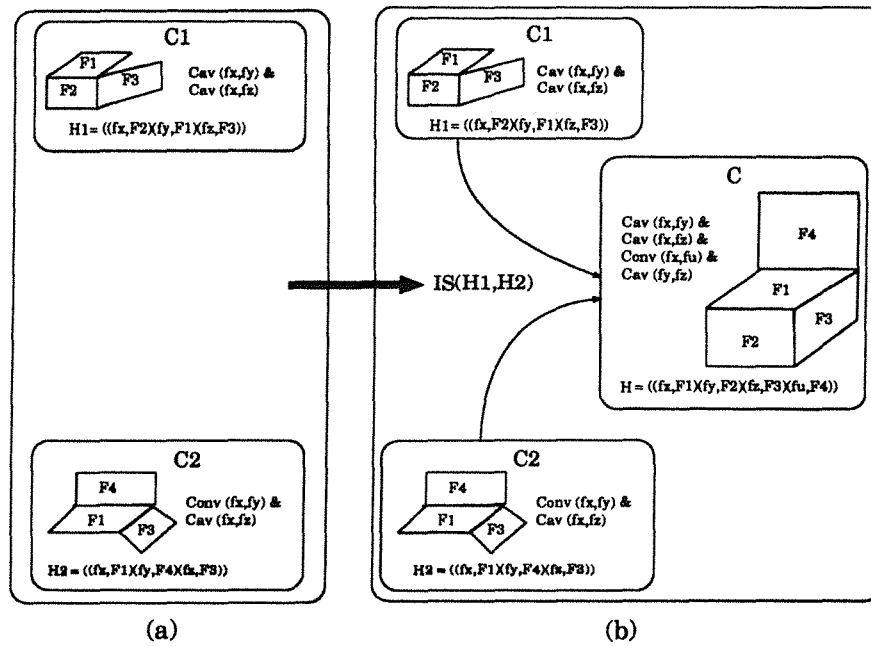 C1
F1
F2
F3
Cav (fx,fy) &
Cav (fx,fz)
H1= ((fx,F2)(fy,F1)(fz,F3))
C2
F4
F1
F3
Conv (fx,fy) &
Cav (fx,fz)
H2 = ((fx,F1)(fy,F4)(fz,F3))
(a)
IS(H1,H2)
C1
F1
F2
F3
Cav (fx,fy) &
Cav (fx,fz)
H1= ((fx,F2)(fy,F1)(fz,F3))
C
Cav (fx,fy) &
Cav (fx,fz) &
Conv (fx,fu) &
Cav (fy,fz)
F4
F1
F2
F3
H = ((fx,F1)(fy,F2)(fz,F3)(fu,F4))
C2
F4
F1
F3
Conv (fx,fy) &
Cav (fx,fz)
H2 = ((fx,F1)(fy,F4)(fz,F3))
(b)